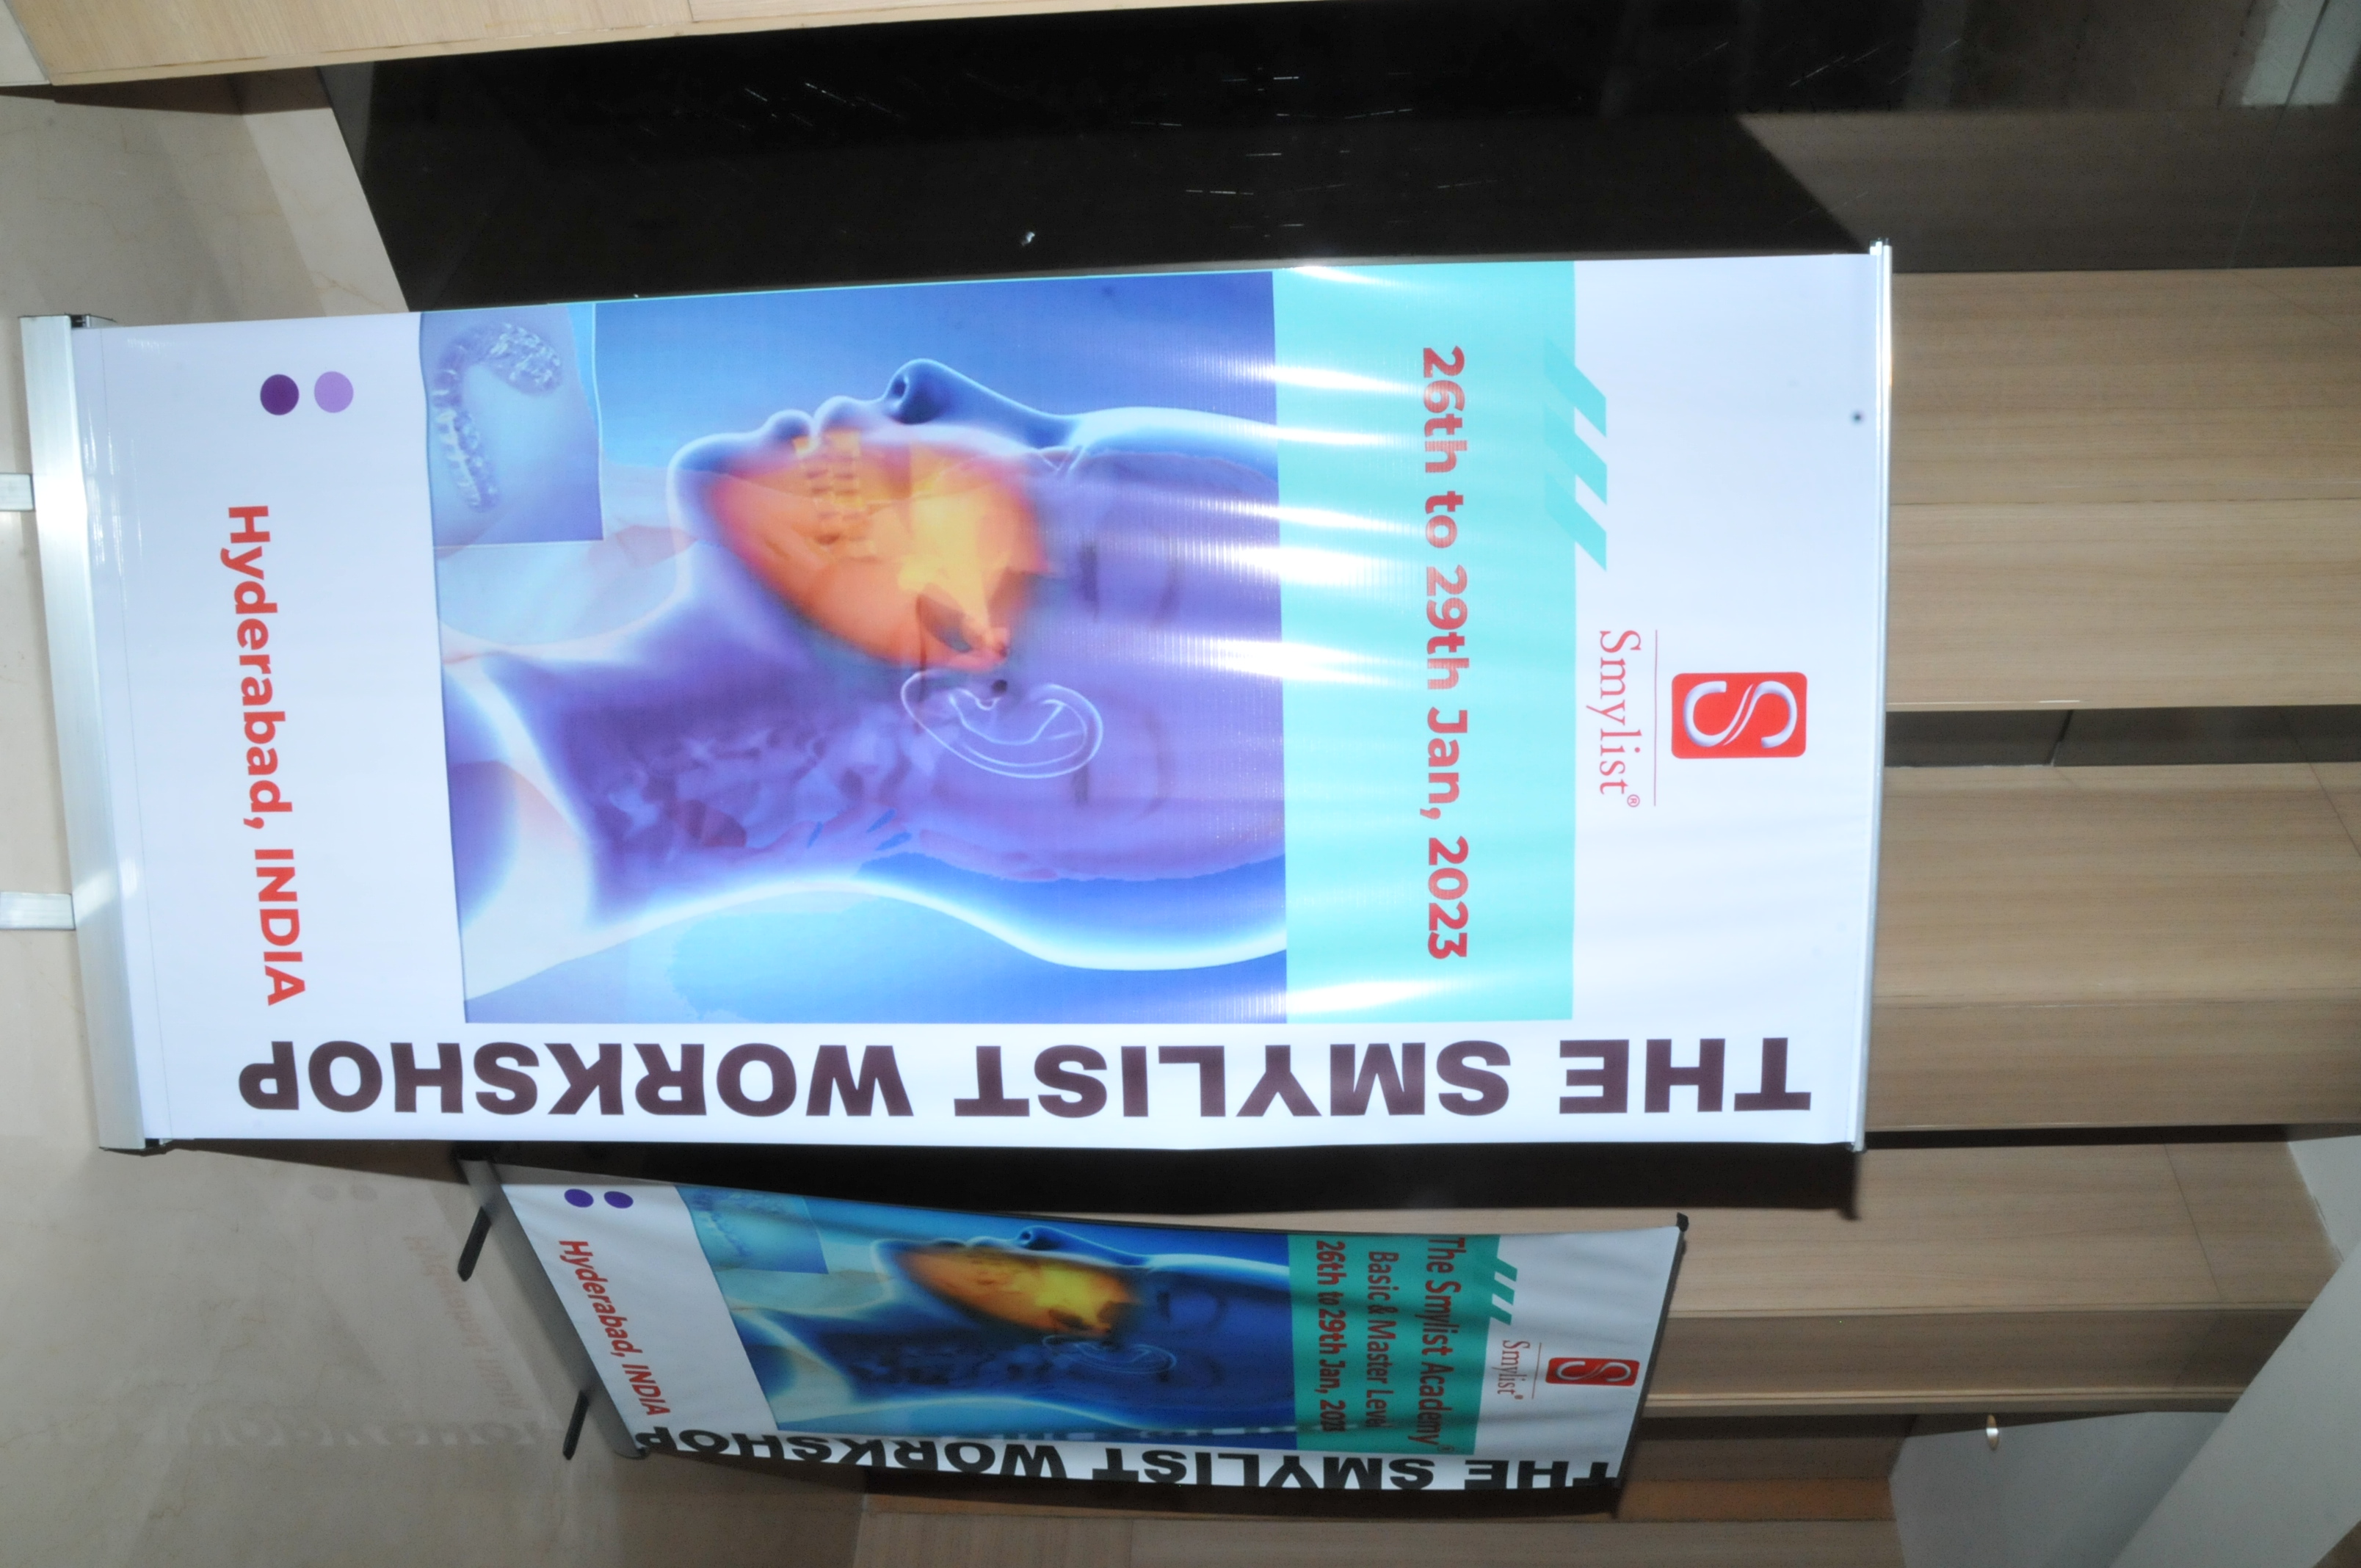 S
Smylist®
26th to 29th Jan, 2023
Hyderabad, INDIA
THE SMYLIST WORKSHOP
S
Smylist®
The Smylist Academy®
Basic & Master Level
26th to 29th Jan, 2023
Hyderabad, INDIA
THE SMYLIST WORKSHOP